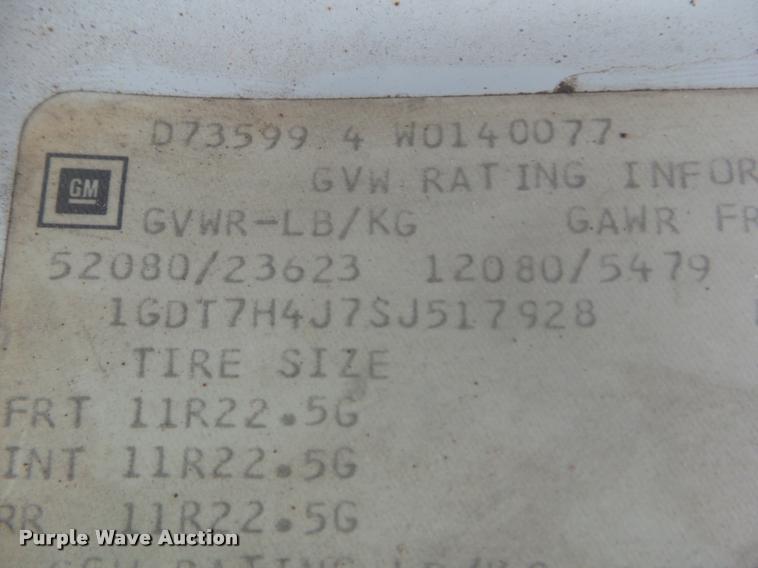 D73599 4 W0140077
GM
GVW RATING INFOR
GVWR-LB/KG GAWR FR
52080/23623 12080/5479
1GDT7H4J7SJ517928
TIRE SIZE
FRT 11R22.5G
INT 11R22.5G
RR 11R22.5G
Purple Wave Auction